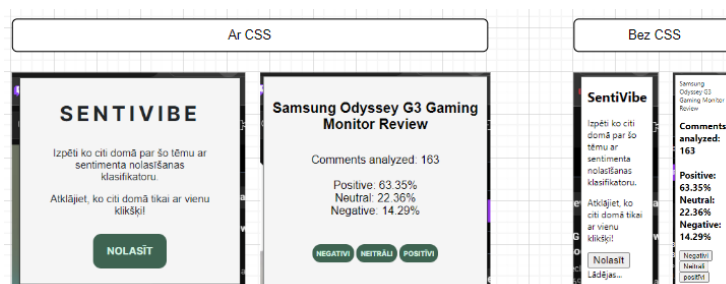 Ar CSS
Bez CSS
SENTIVIBE
Izpēti ko citi domā par šo tēmu ar
sentimenta nolasīšanas
klasifikatoru.
Atklājiet, ko citi domā tikai ar vienu
klikšķi!
NOLASĪT
Samsung Odyssey G3 Gaming
Monitor Review
Comments analyzed: 163
Positive: 63.35%
Neutral: 22.36%
Negative: 14.29%
NEGATIVI
NEITRĀLI
POSITĪVI
SentiVibe
Izpēti ko citi
domā par šo
tēmu ar
sentimenta
nolasīšanas
klasifikatoru.
Atklājiet, ko
citi domā tikai
ar vienu
klikšķi!
Nolasīt
Lādējas...
Samsung
Odyssey G3
Gaming Monitor
Review
Comments
analyzed:
163
Positive:
63.35%
Neutral:
22.36%
Negative:
14.29%
Negatīvi
Neitrali
positīvi